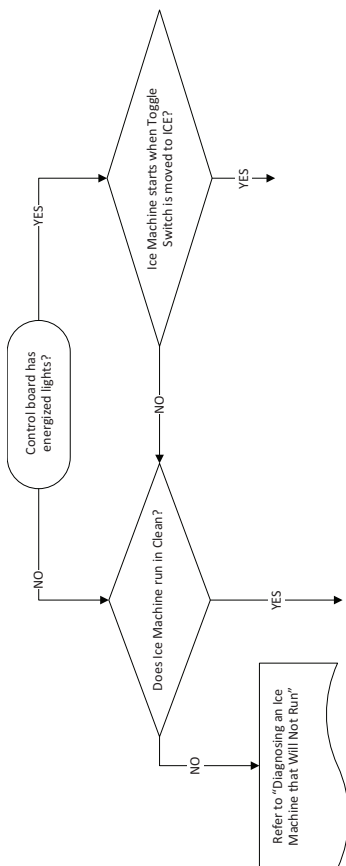 Control board has
energized lights?
NO
YES
Does Ice Machine run in Clean?
NO
Ice Machine starts when Toggle
Switch is moved to ICE?
NO
YES
YES
Refer to “Diagnosing an Ice
Machine that Will Not Run”